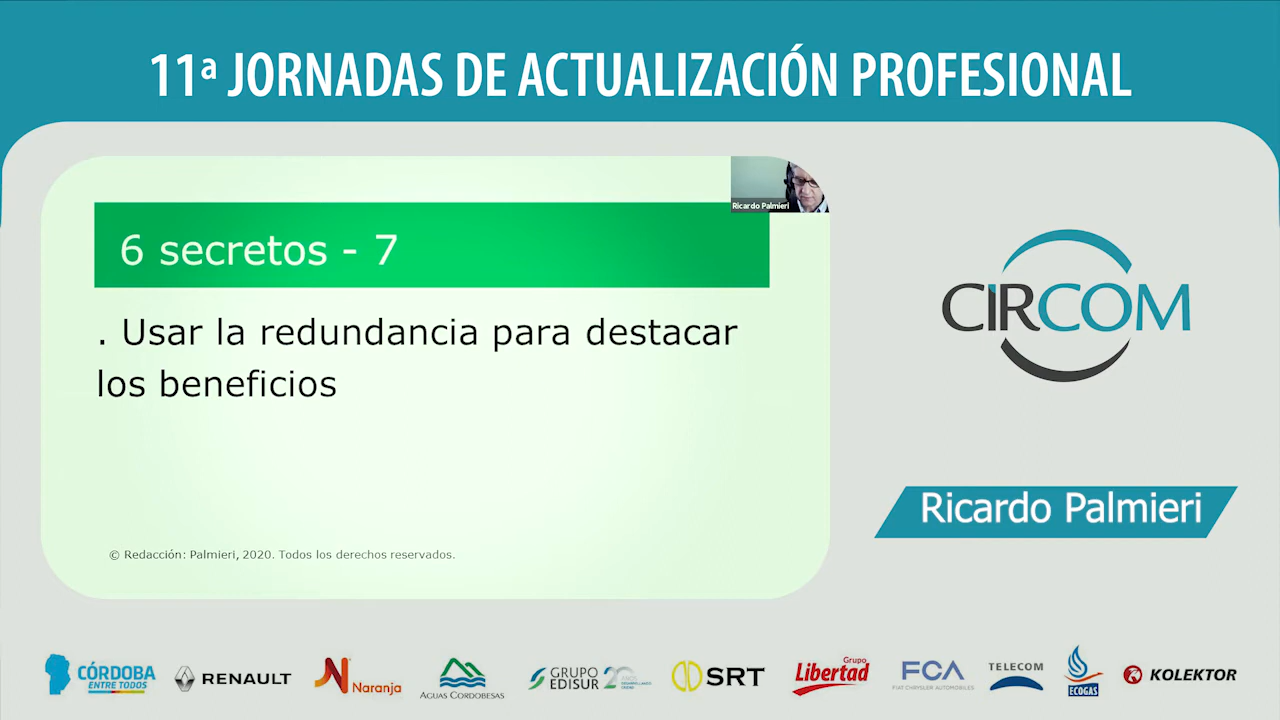 11ª JORNADAS DE ACTUALIZACIÓN PROFESIONAL
Ricardo Palmieri
6 secretos - 7
. Usar la redundancia para destacar
los beneficios
© Redacción: Palmieri, 2020. Todos los derechos reservados.
CIRCOM
Ricardo Palmieri
CÓRDOBA
ENTRE TODOS
RENAULT
N
Naranja
AGUAS CORDOBESAS
GRUPO
EDISUR
SRT
Grupo
Libertad
FCA
FIAT CHRYSLER AUTOMOBILES
TELECOM
ECOGAS
KOLEKTOR